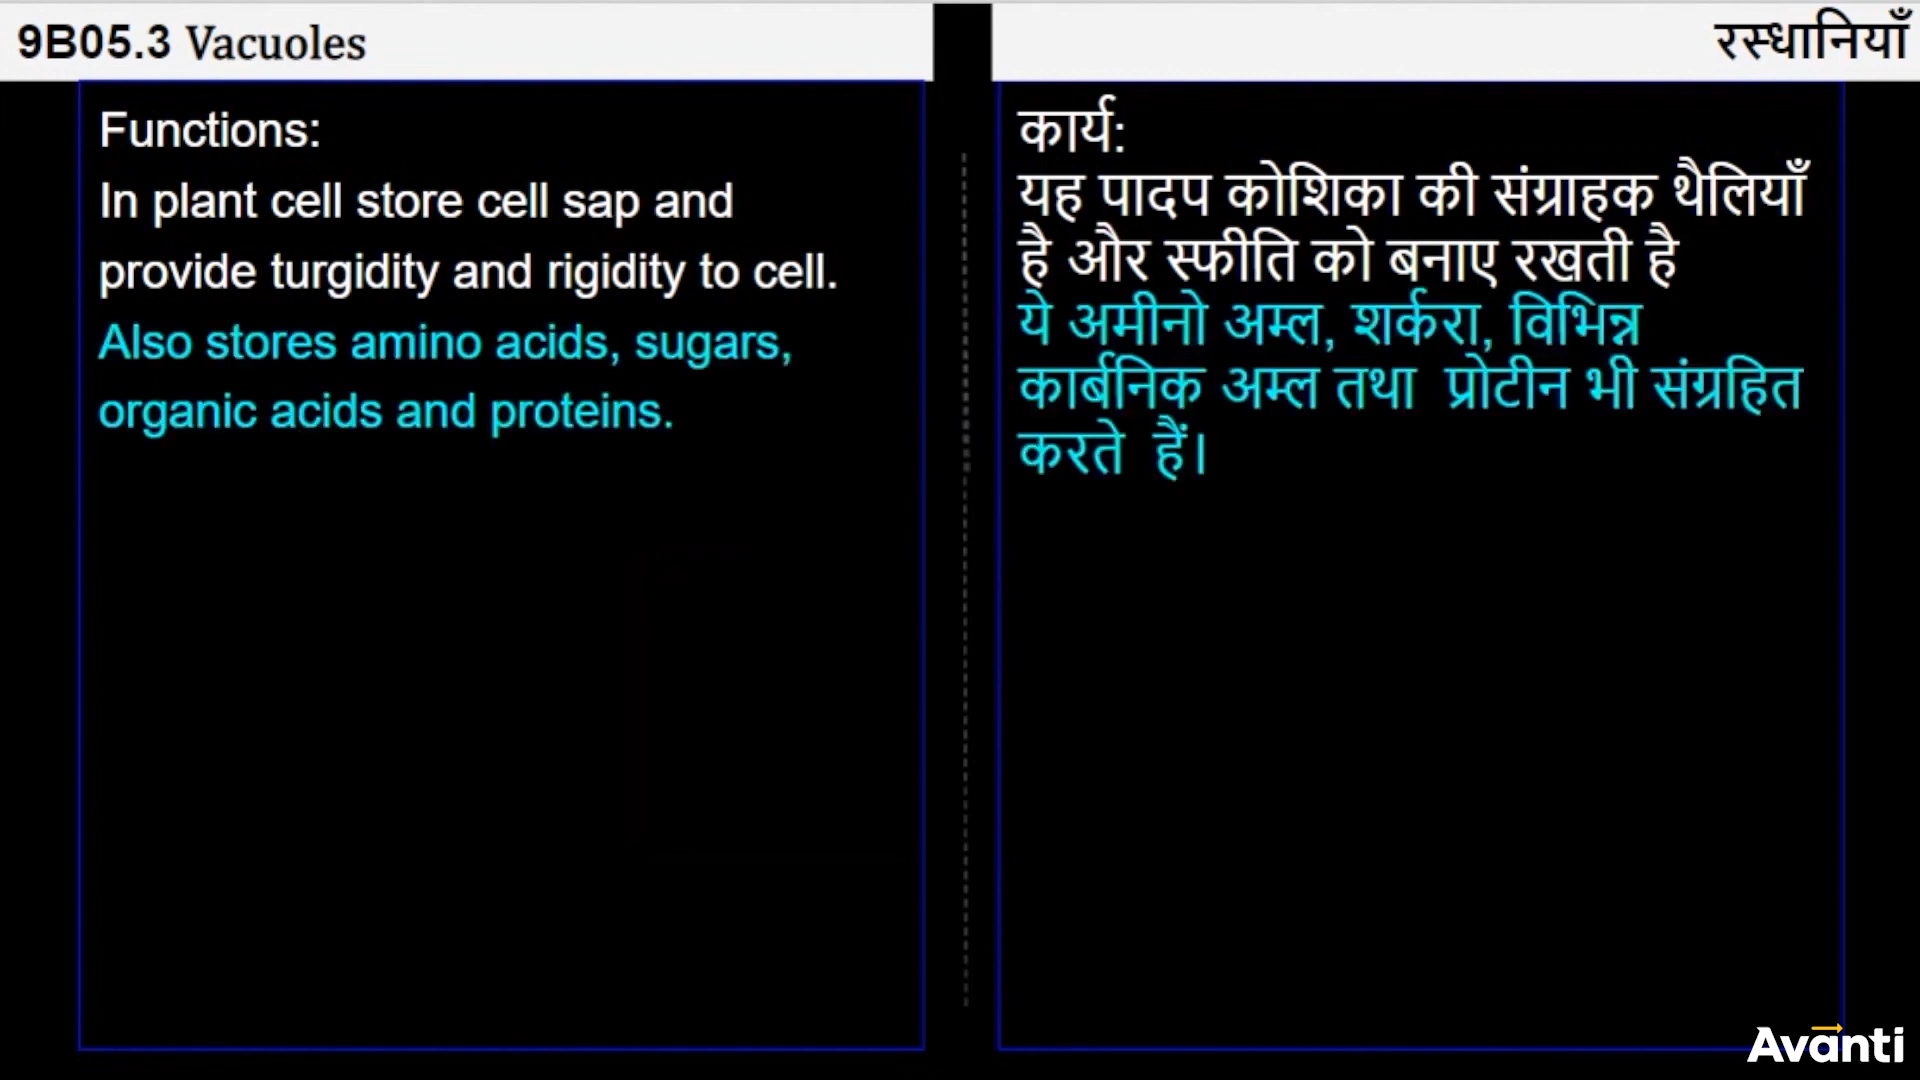 9B05.3 Vacuoles
रस्धानियाँ
Functions:
In plant cell store cell sap and
provide turgidity and rigidity to cell.
Also stores amino acids, sugars,
organic acids and proteins.
कार्य:
यह पादप कोशिका की संग्राहक थैलियाँ
है और स्फीति को बनाए रखती है
ये अमीनो अम्ल, शर्करा, विभिन्न
कार्बनिक अम्ल तथा प्रोटीन भी संग्रहित
करते हैं।
Avanti